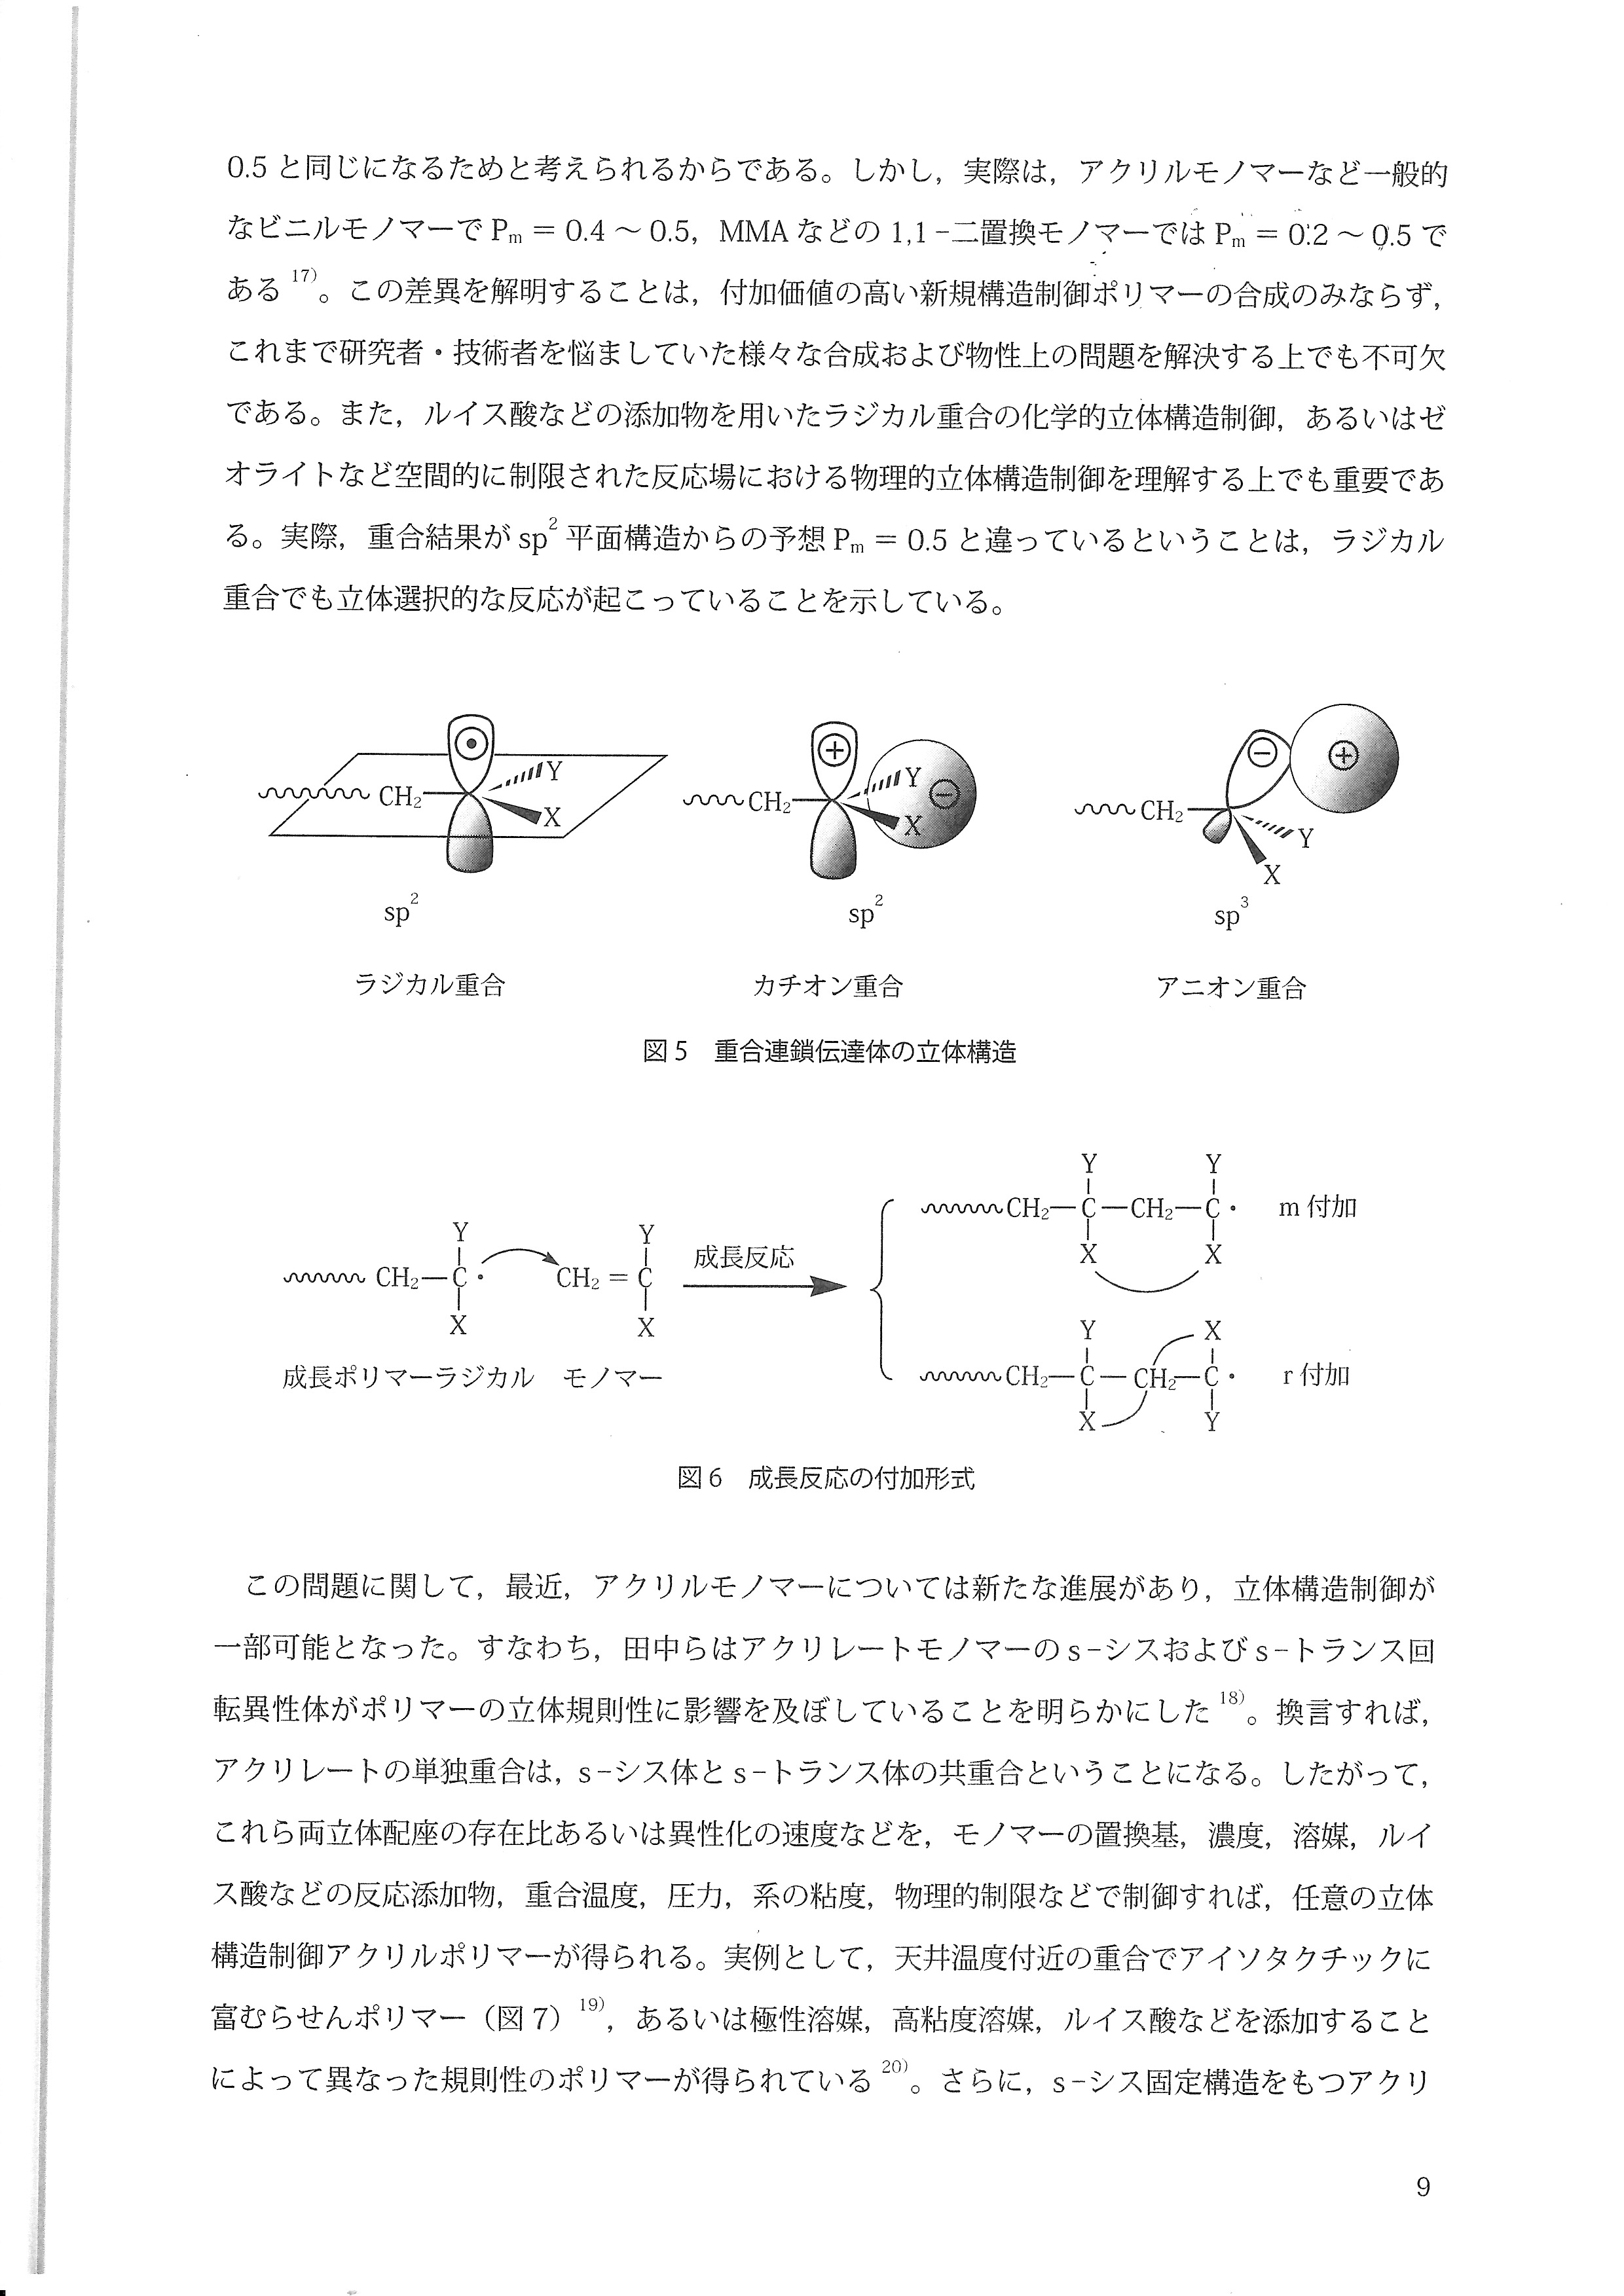 0.5と同じになるためと考えられるからである。しかし，実際は，アクリルモノマーなど一般的
なビニルモノマーでPm = 0.4 ～ 0.5，MMAなどの1,1-二置換モノマーではPm = 0.2 ～ 0.5で
ある17)。この差異を解明することは，付加価値の高い新規構造制御ポリマーの合成のみならず，
これまで研究者・技術者を悩ましていた様々な合成および物性上の問題を解決する上でも不可欠
である。また，ルイス酸などの添加物を用いたラジカル重合の化学的立体構造制御，あるいはゼ
オライトなど空間的に制限された反応場における物理的立体構造制御を理解する上でも重要であ
る。実際，重合結果がsp2平面構造からの予想Pm = 0.5と違っているということは，ラジカル
重合でも立体選択的な反応が起こっていることを示している。
CH2 Y X
sp2
ラジカル重合
CH2 + Y X −
sp2
カチオン重合
CH2 − + Y X
sp3
アニオン重合
図5　重合連鎖伝達体の立体構造
Y Y
CH2—C· CH2=C
X X
成長ポリマーラジカル　モノマー
成長反応
Y Y
CH2—C—CH2—C·　m付加
X X
Y X
CH2—C—CH2—C·　r付加
X Y
図6　成長反応の付加形式
この問題に関して，最近，アクリルモノマーについては新たな進展があり，立体構造制御が
一部可能となった。すなわち，田中らはアクリレートモノマーのs-シスおよびs-トランス回
転異性体がポリマーの立体規則性に影響を及ぼしていることを明らかにした18)。換言すれば，
アクリレートの単独重合は，s-シス体とs-トランス体の共重合ということになる。したがって，
これら両立体配座の存在比あるいは異性化の速度などを，モノマーの置換基，濃度，溶媒，ルイ
ス酸などの反応添加物，重合温度，圧力，系の粘度，物理的制限などで制御すれば，任意の立体
構造制御アクリルポリマーが得られる。実例として，天井温度付近の重合でアイソタクチックに
富むらせんポリマー（図7）19)，あるいは極性溶媒，高粘度溶媒，ルイス酸などを添加すること
によって異なった規則性のポリマーが得られている20)。さらに，s-シス固定構造をもつアクリ
9